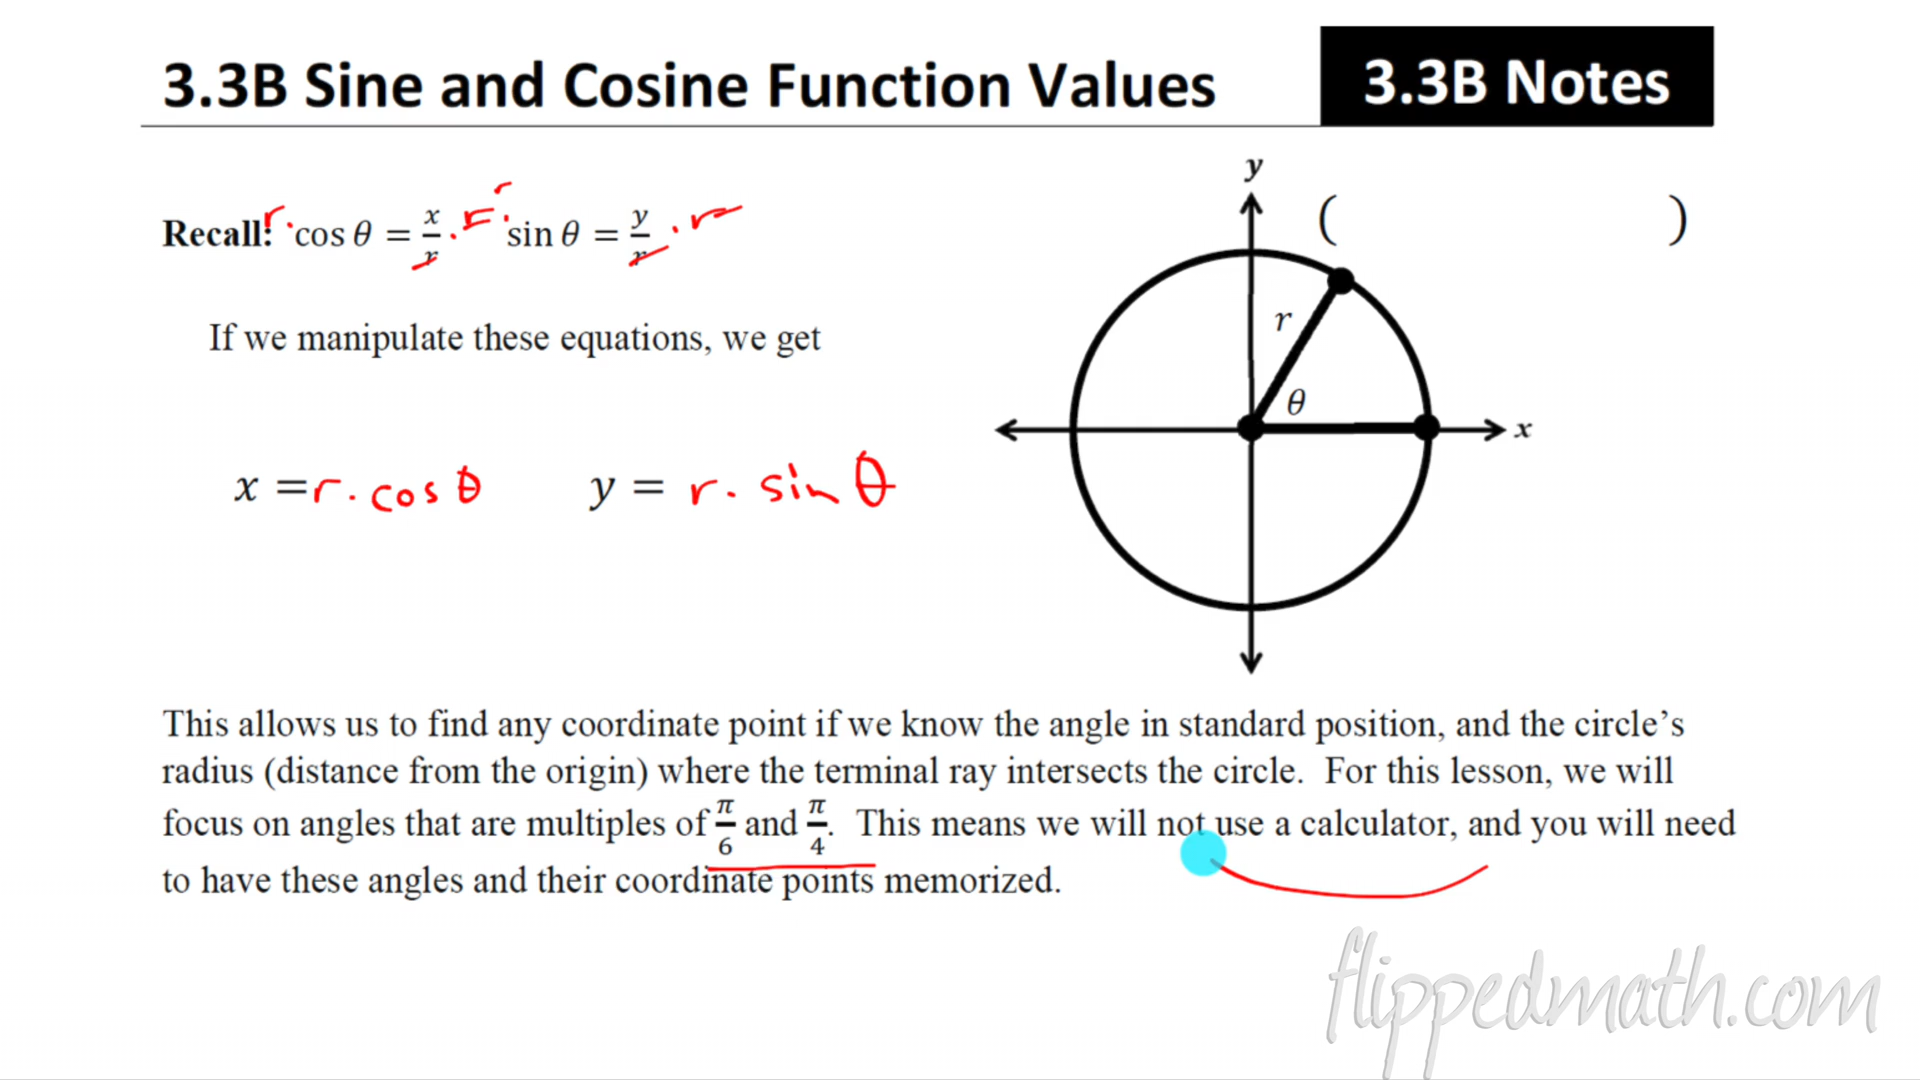 3.3B Sine and Cosine Function Values
3.3B Notes
Recall: r· cos θ = x/r · r r· sin θ = y/r · r
If we manipulate these equations, we get
x = r · cos θ y = r · sin θ
y
( )
r
θ
x
This allows us to find any coordinate point if we know the angle in standard position, and the circle's
radius (distance from the origin) where the terminal ray intersects the circle. For this lesson, we will
focus on angles that are multiples of π/6 and π/4. This means we will not use a calculator, and you will need
to have these angles and their coordinate points memorized.
flippedmath.com